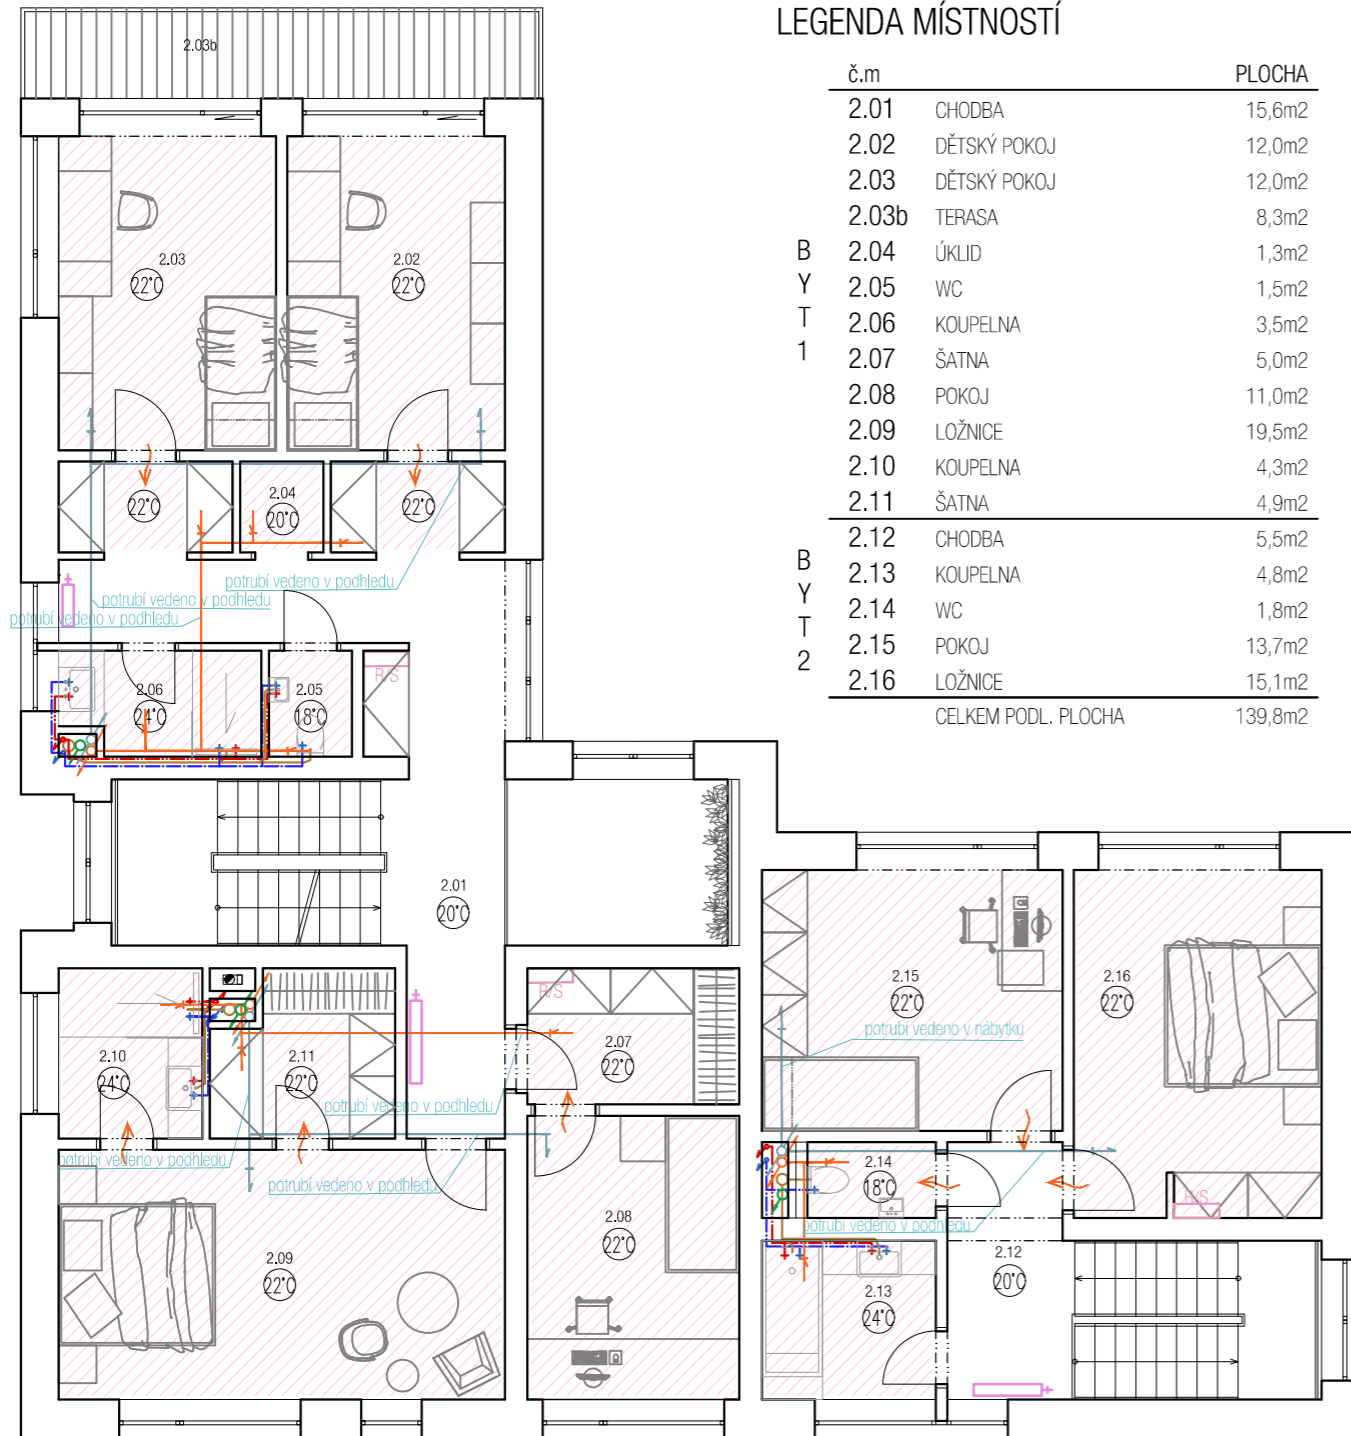 LEGENDA MÍSTNOSTÍ
č.m PLOCHA
BYT 1
2.01 CHODBA 15,6m2
2.02 DĚTSKÝ POKOJ 12,0m2
2.03 DĚTSKÝ POKOJ 12,0m2
2.03b TERASA 8,3m2
2.04 ÚKLID 1,3m2
2.05 WC 1,5m2
2.06 KOUPELNA 3,5m2
2.07 ŠATNA 5,0m2
2.08 POKOJ 11,0m2
2.09 LOŽNICE 19,5m2
2.10 KOUPELNA 4,3m2
2.11 ŠATNA 4,9m2
BYT 2
2.12 CHODBA 5,5m2
2.13 KOUPELNA 4,8m2
2.14 WC 1,8m2
2.15 POKOJ 13,7m2
2.16 LOŽNICE 15,1m2
CELKEM PODL. PLOCHA 139,8m2
2.03b
2.03
22°C
2.02
22°C
22°C
2.04
20°C
22°C
potrubí vedeno v podhledu
potrubí vedeno v podhledu
potrubí vedeno v podhledu
2.06
24°C
2.05
18°C
R/S
2.01
20°C
2.10
24°C
2.11
22°C
R/S
2.07
22°C
potrubí vedeno v podhledu
potrubí vedeno v podhledu
potrubí vedeno v podhledu
2.08
22°C
2.09
22°C
2.15
22°C
potrubí vedeno v nábytku
2.16
22°C
2.14
18°C
R/S
potrubí vedeno v podhledu
2.12
20°C
2.13
24°C